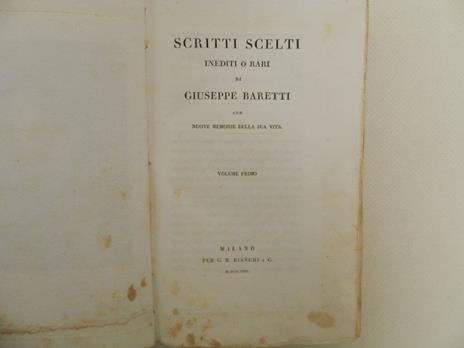 SCRITTI SCELTI
INEDITI O RARI
DI
GIUSEPPE BARETTI
CON
NUOVE MEMORIE DELLA SUA VITA.
VOLUME PRIMO
MILANO
PER G. B. BIANCHI e C.